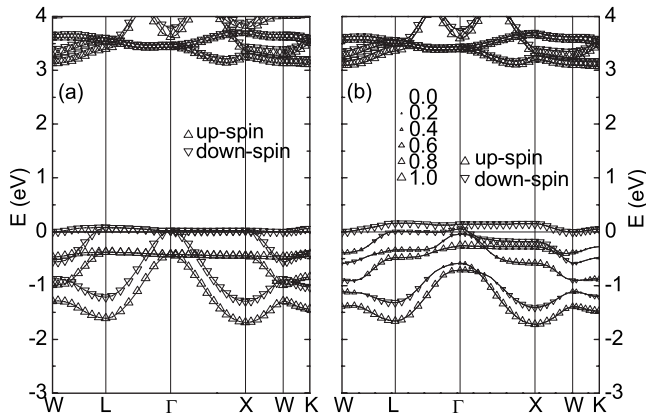 (a)
(b)
4
3
2
1
0
-1
-2
-3
E (eV)
△ up-spin
▽ down-spin
0.0
0.2
0.4
0.6
0.8
1.0
△ up-spin
▽ down-spin
4
3
2
1
0
-1
-2
-3
E (eV)
W L Γ X W K
W L Γ X W K